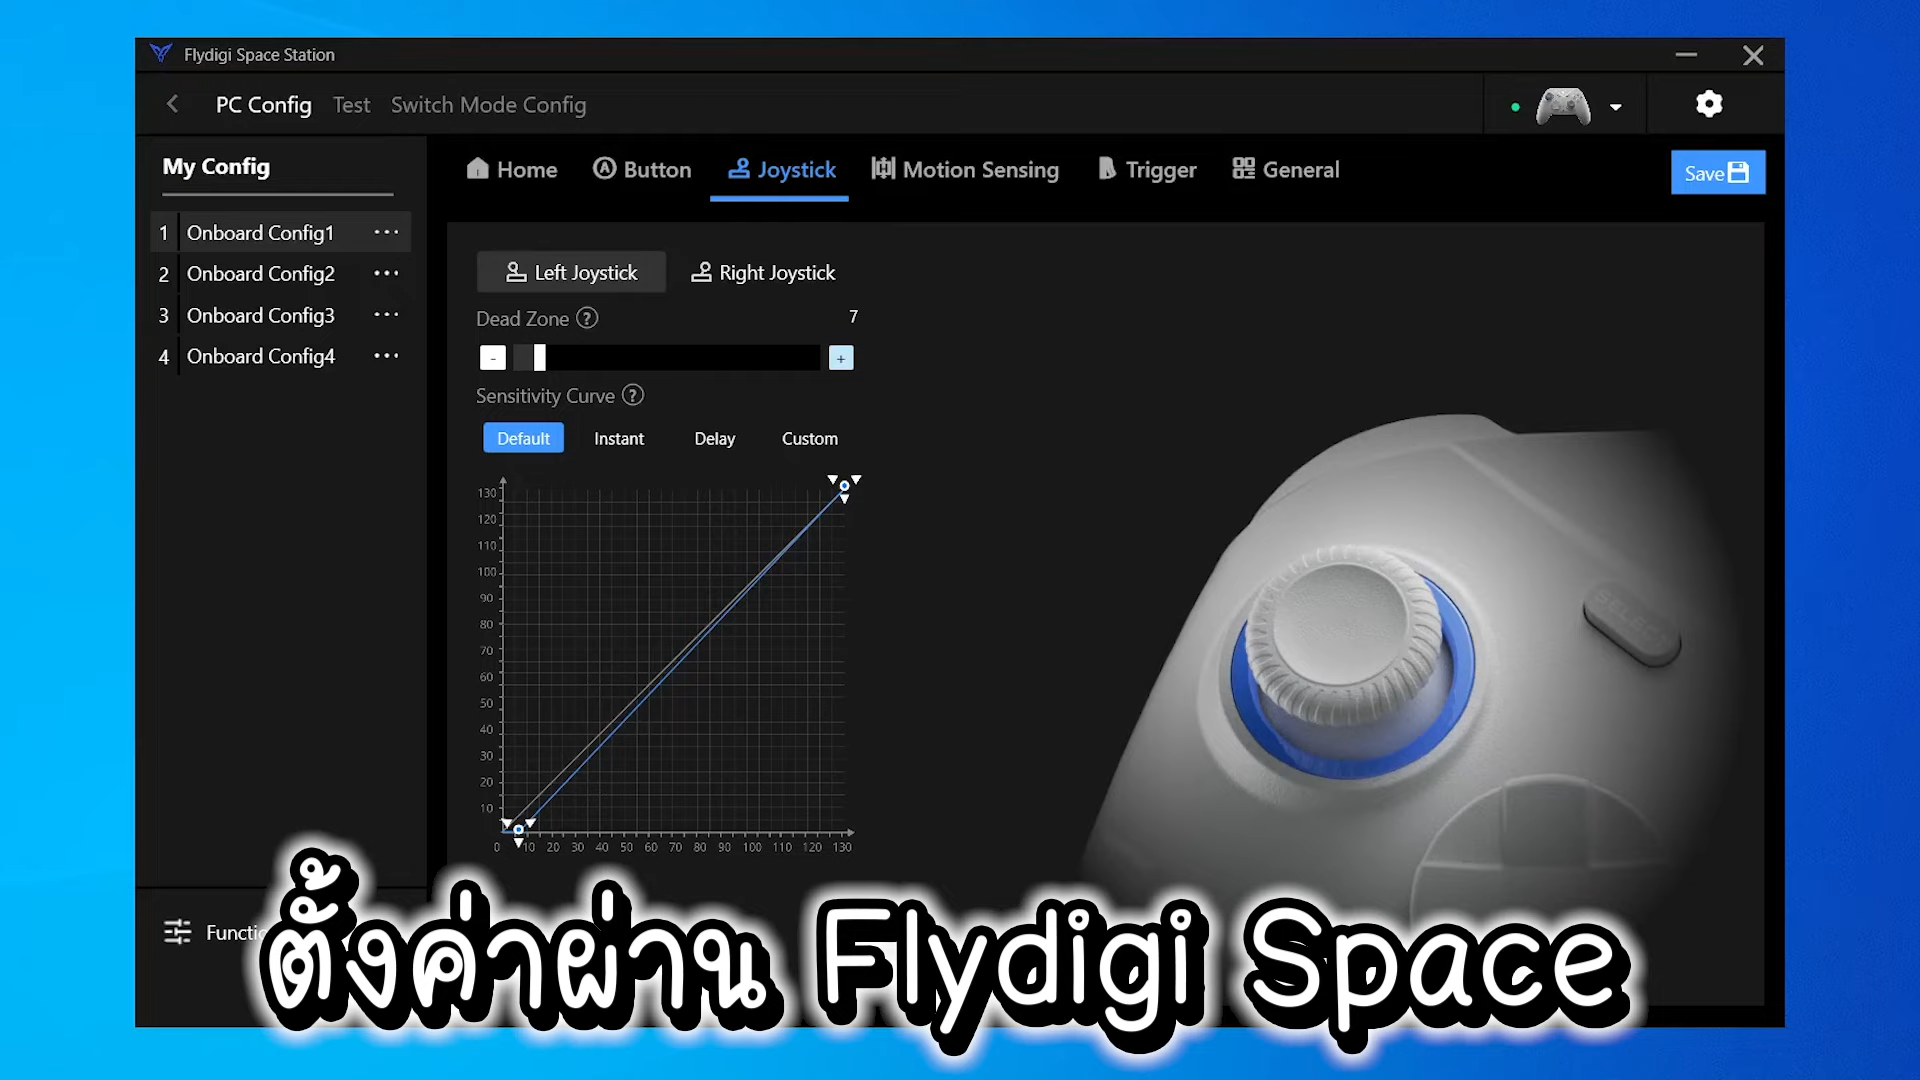 Flydigi Space Station
PC Config Test Switch Mode Config
My Config
Home Button Joystick Motion Sensing Trigger General
Save
1 Onboard Config1 ...
2 Onboard Config2 ...
3 Onboard Config3 ...
4 Onboard Config4 ...
Left Joystick Right Joystick
Dead Zone ? 7
- +
Sensitivity Curve ?
Default Instant Delay Custom
130
120
110
100
90
80
70
60
50
40
30
20
10
0 10 20 30 40 50 60 70 80 90 100 110 120 130
SELECT
ตั้งค่าผ่าน Flydigi Space